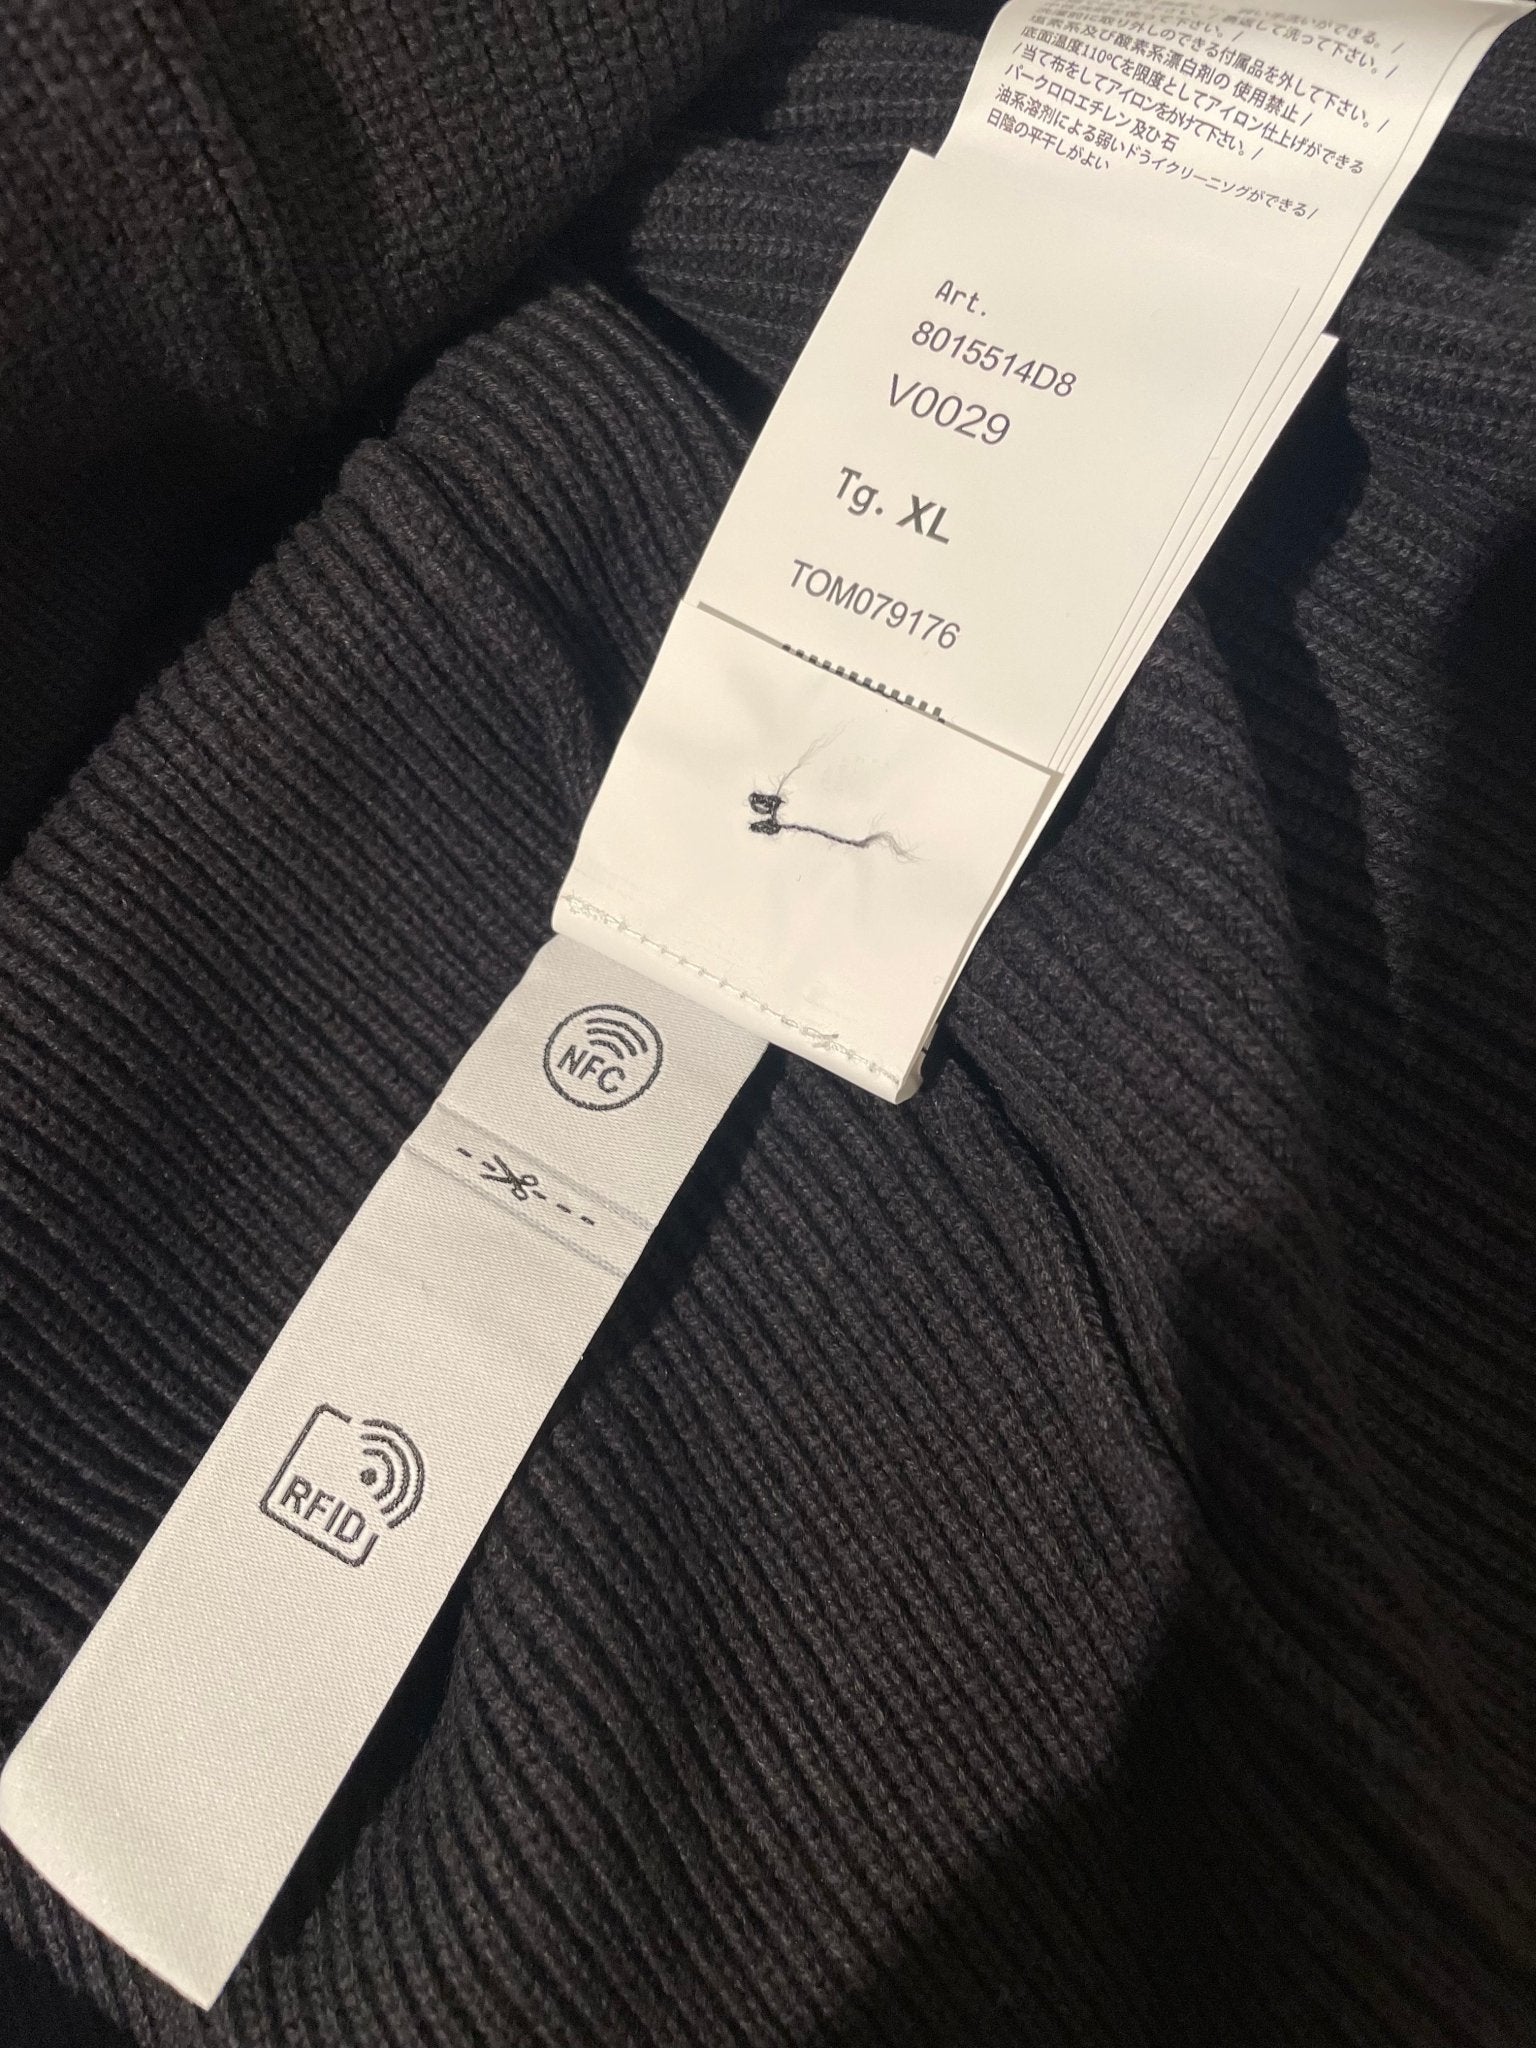 塩素系及び酸素系漂白剤の 使用禁止 /
底面温度110℃を限度としてアイロン仕上げができる
/ 当て布をしてアイロンをかけて下さい。 /
パークロロエチレン及ひ石
油系溶剤による弱いドライクリーニソグができる /
日陰の平干しがよい
Art.
8015514D8
V0029
Tg. XL
TOM079176
NFC
RFID